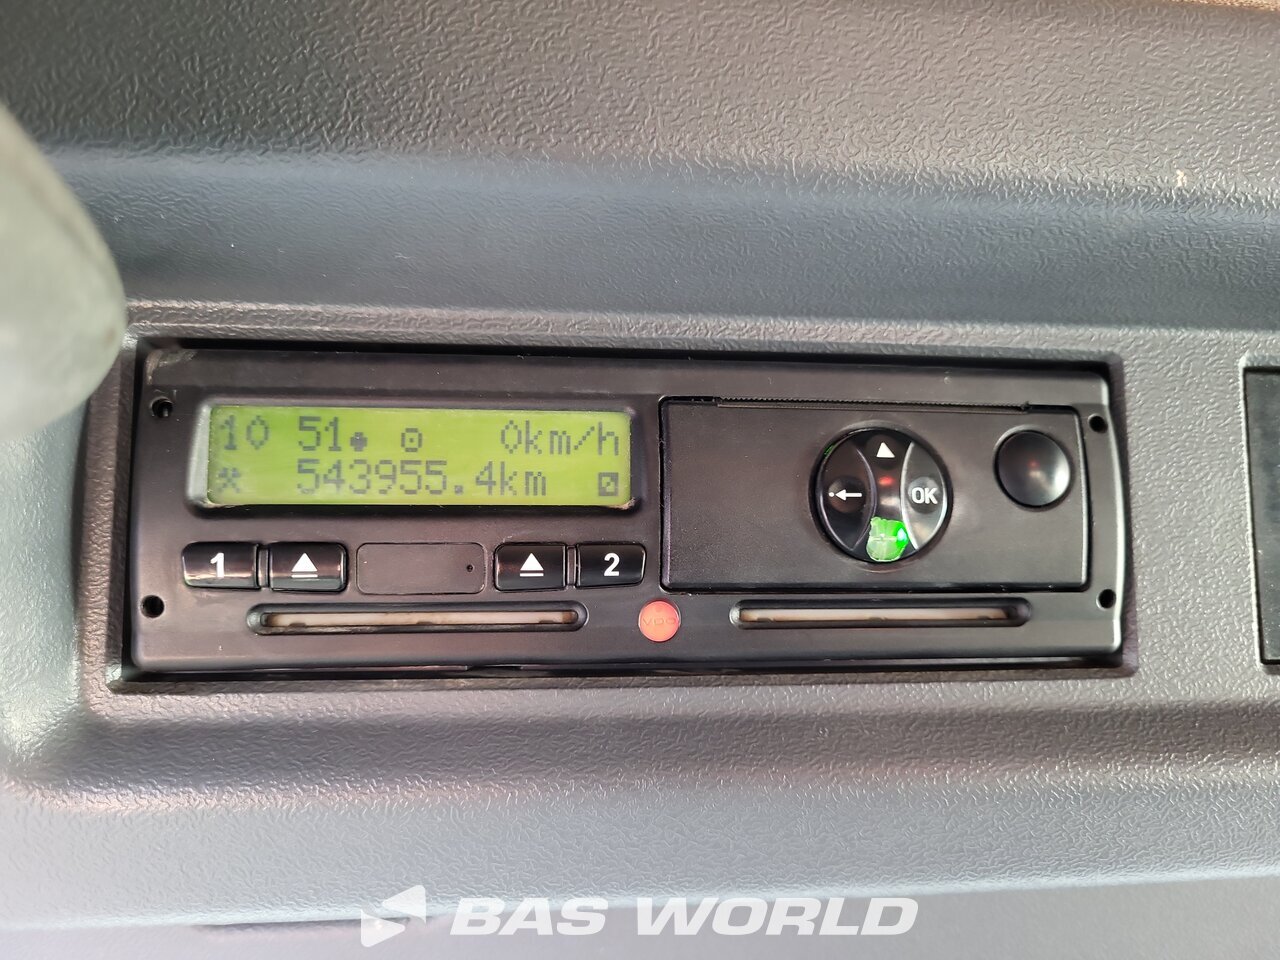 10 51 0km/h
543955.4km
1 2
OK
VDO
BAS WORLD